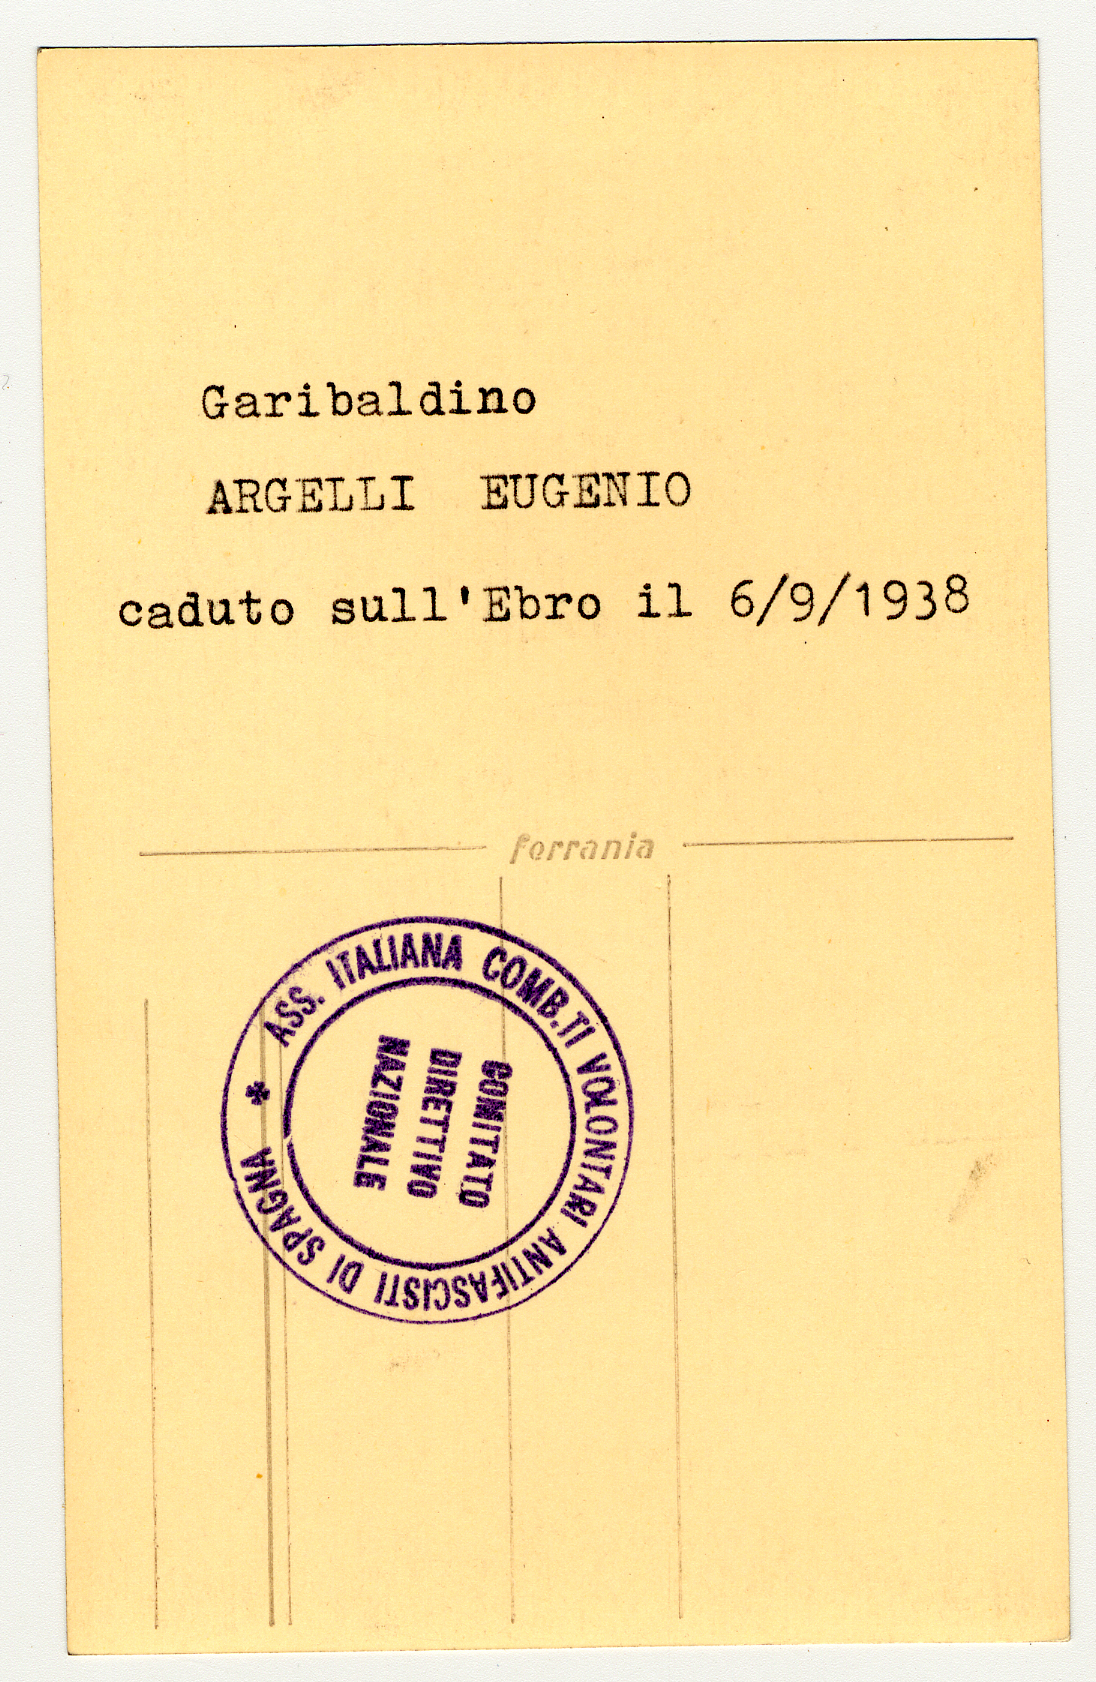 Garibaldino
ARGELLI EUGENIO
caduto sull'Ebro il 6/9/1938
ferrania
* ASS. ITALIANA COMB.TI VOLONTARI ANTIFASCISTI DI SPAGNA
COMITATO
DIRETTIVO
NAZIONALE